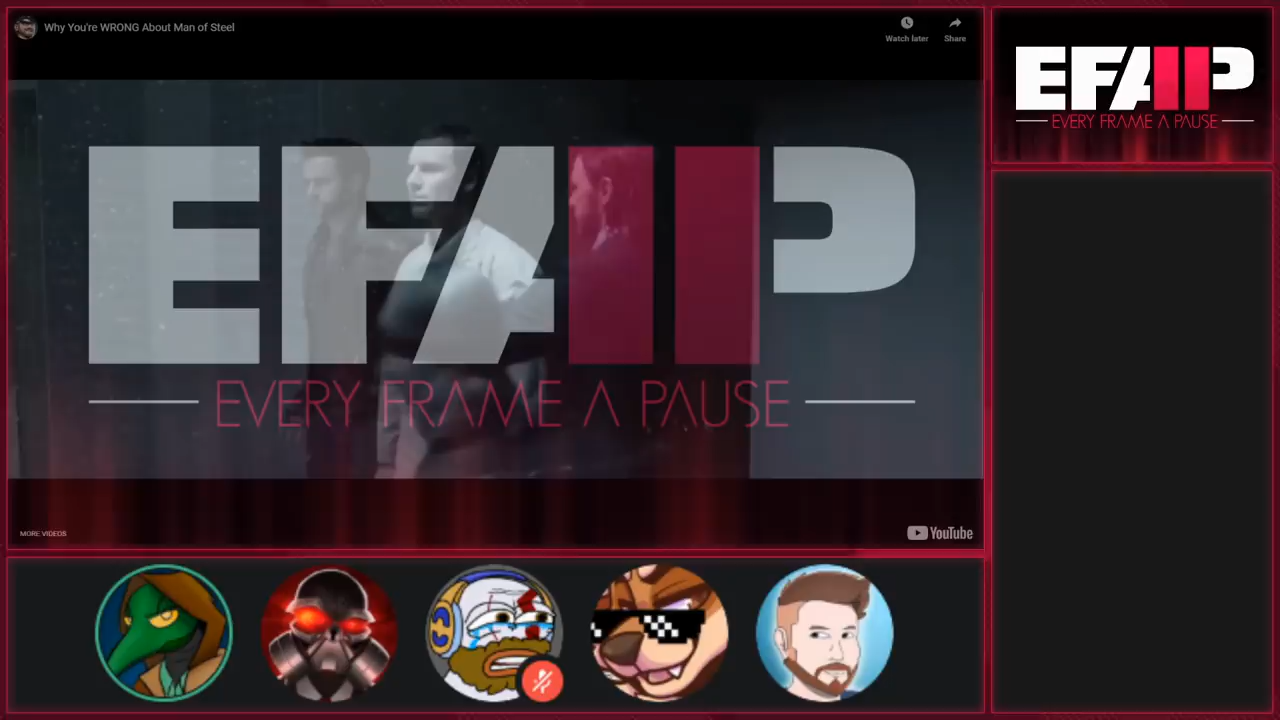 Why You're WRONG About Man of Steel
Watch later
Share
EFAP
EVERY FRAME A PAUSE
MORE VIDEOS
YouTube
EFAP
EVERY FRAME A PAUSE